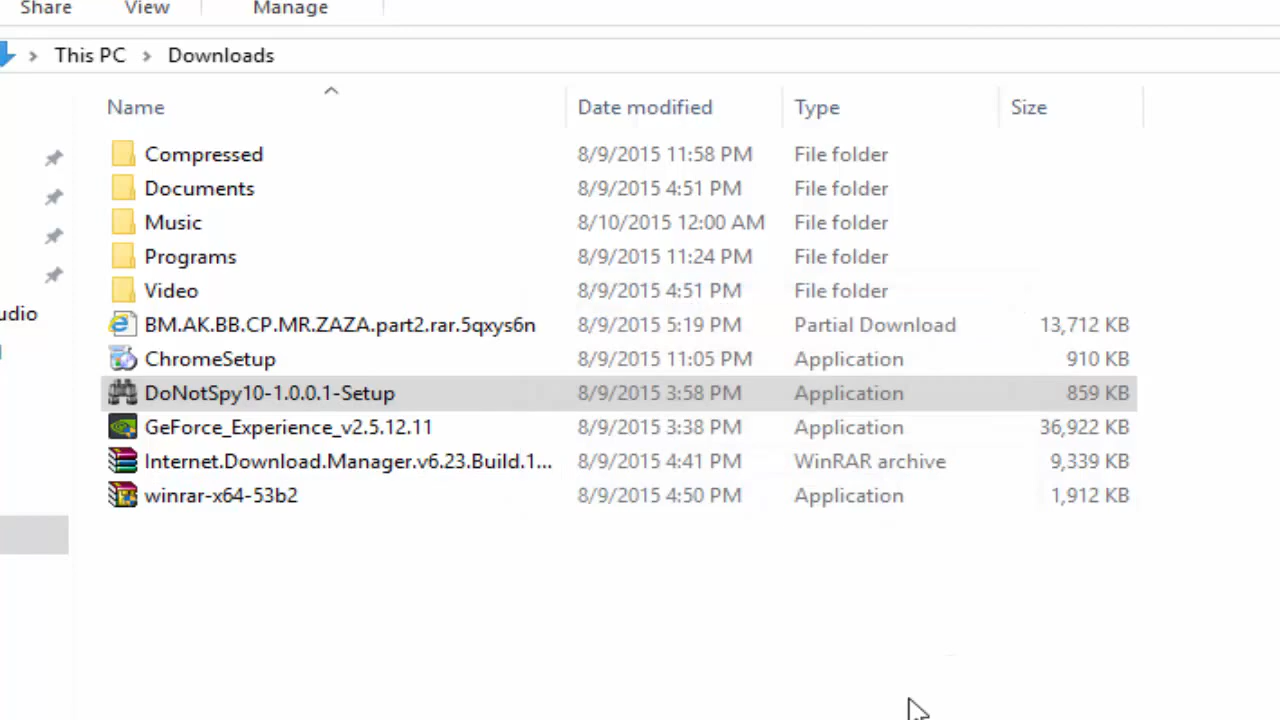 Share View Manage
This PC Downloads
Name Date modified Type Size
Compressed 8/9/2015 11:58 PM File folder
Documents 8/9/2015 4:51 PM File folder
Music 8/10/2015 12:00 AM File folder
Programs 8/9/2015 11:24 PM File folder
Video 8/9/2015 4:51 PM File folder
udio
BM.AK.BB.CP.MR.ZAZA.part2.rar.5qxys6n 8/9/2015 5:19 PM Partial Download 13,712 KB
ChromeSetup 8/9/2015 11:05 PM Application 910 KB
DoNotSpy10-1.0.0.1-Setup 8/9/2015 3:58 PM Application 859 KB
GeForce_Experience_v2.5.12.11 8/9/2015 3:38 PM Application 36,922 KB
Internet.Download.Manager.v6.23.Build.1... 8/9/2015 4:41 PM WinRAR archive 9,339 KB
winrar-x64-53b2 8/9/2015 4:50 PM Application 1,912 KB